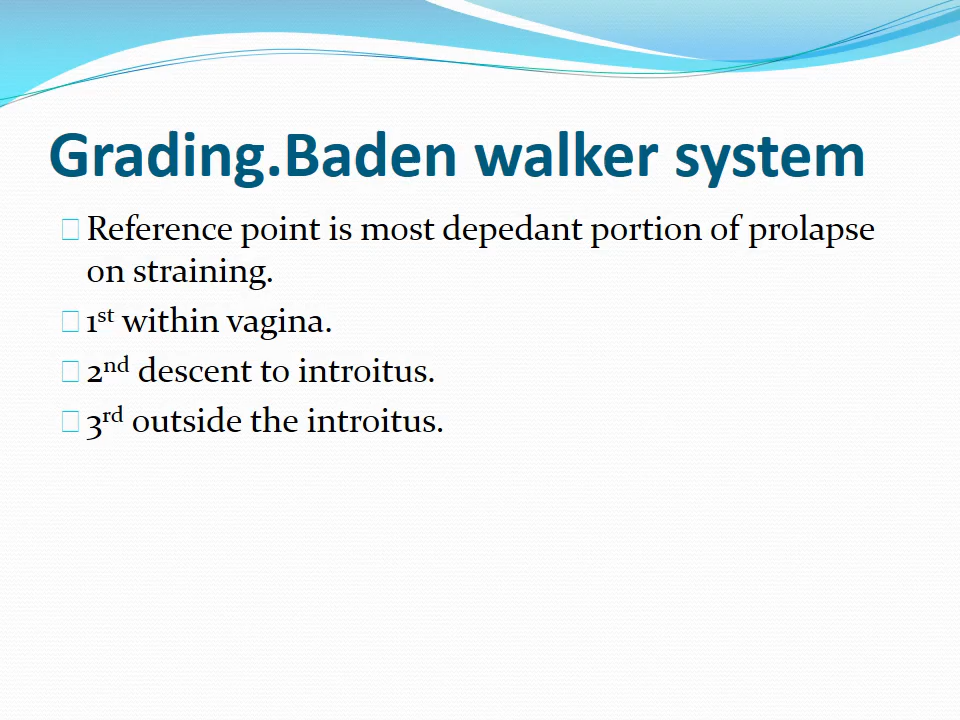 Grading.Baden walker system
Reference point is most depedant portion of prolapse
on straining.
1st within vagina.
2nd descent to introitus.
3rd outside the introitus.